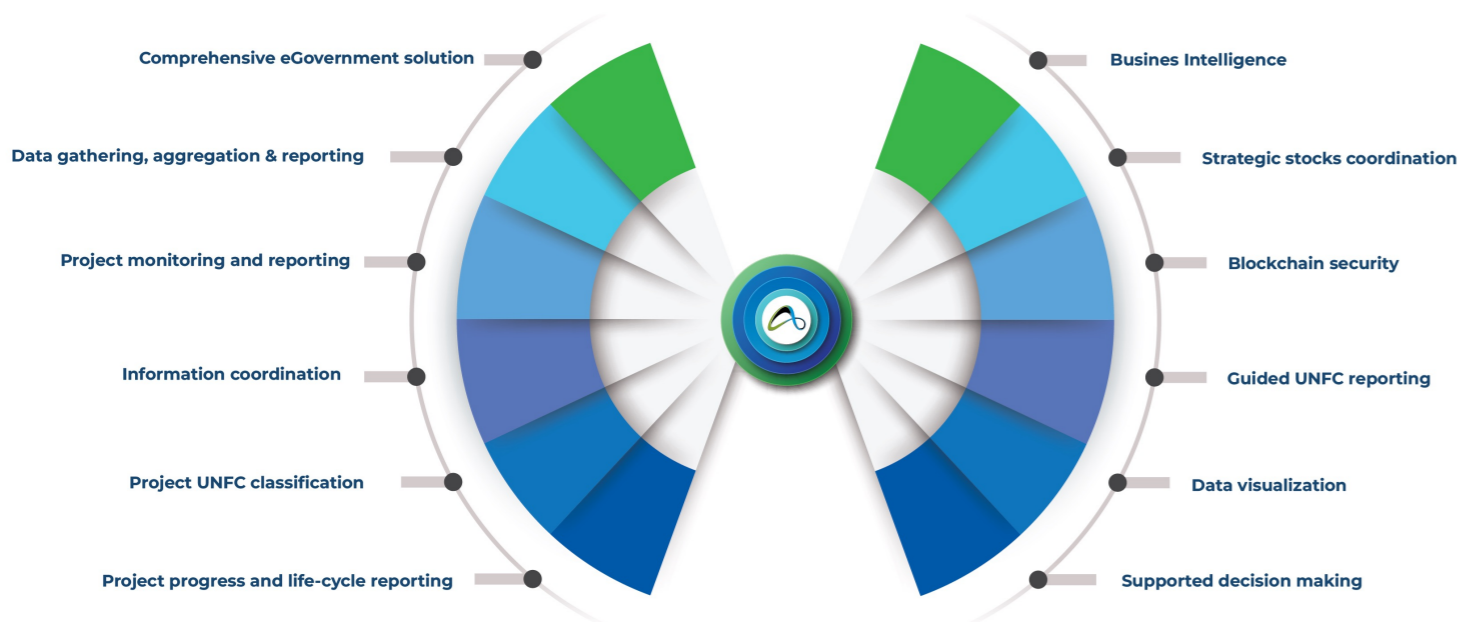 Comprehensive eGovernment solution
Data gathering, aggregation & reporting
Project monitoring and reporting
Information coordination
Project UNFC classification
Project progress and life-cycle reporting
Busines Intelligence
Strategic stocks coordination
Blockchain security
Guided UNFC reporting
Data visualization
Supported decision making